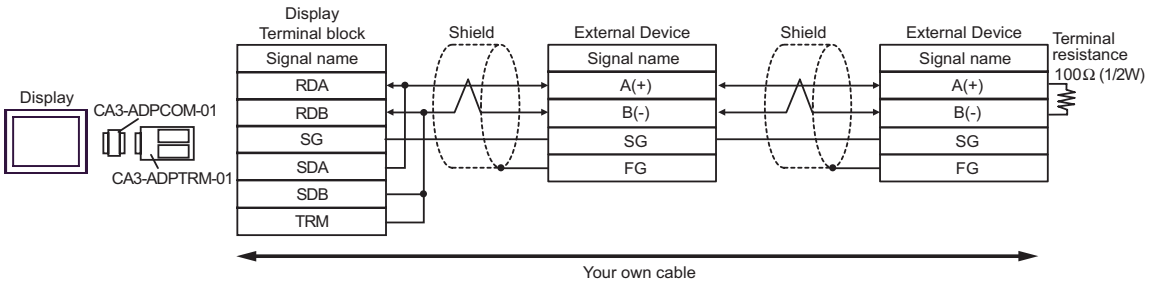 Display
CA3-ADPCOM-01
CA3-ADPTRM-01
Display
Terminal block
Signal name
RDA
RDB
SG
SDA
SDB
TRM
Shield
External Device
Signal name
A(+)
B(-)
SG
FG
Shield
External Device
Signal name
A(+)
B(-)
SG
FG
Terminal
resistance
100Ω (1/2W)
Your own cable